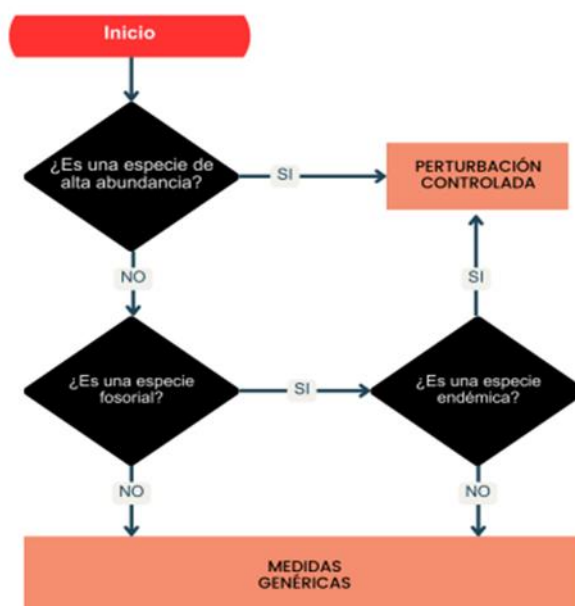 Inicio
¿Es una especie de
alta abundancia?
SI
PERTURBACIÓN
CONTROLADA
NO
SI
¿Es una especie
fosorial?
SI
¿Es una especie
endémica?
NO
NO
MEDIDAS
GENÉRICAS